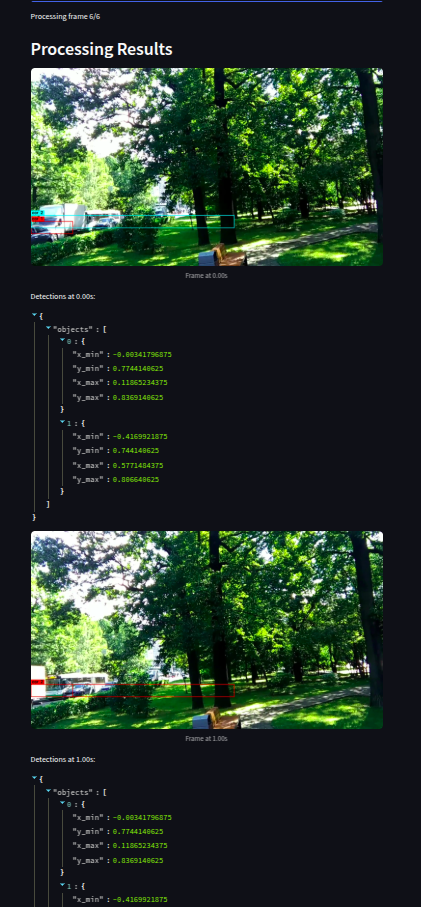 Processing frame 6/6
Processing Results
Frame at 0.00s
Detections at 0.00s:
{
"objects" : [
0 : {
"x_min" : -0.00341796875
"y_min" : 0.7744140625
"x_max" : 0.11865234375
"y_max" : 0.8369140625
}
1 : {
"x_min" : -0.4169921875
"y_min" : 0.744140625
"x_max" : 0.5771484375
"y_max" : 0.806640625
}
]
}
Frame at 1.00s
Detections at 1.00s:
{
"objects" : [
0 : {
"x_min" : -0.00341796875
"y_min" : 0.7744140625
"x_max" : 0.11865234375
"y_max" : 0.8369140625
}
1 : {
"x_min" : -0.4169921875